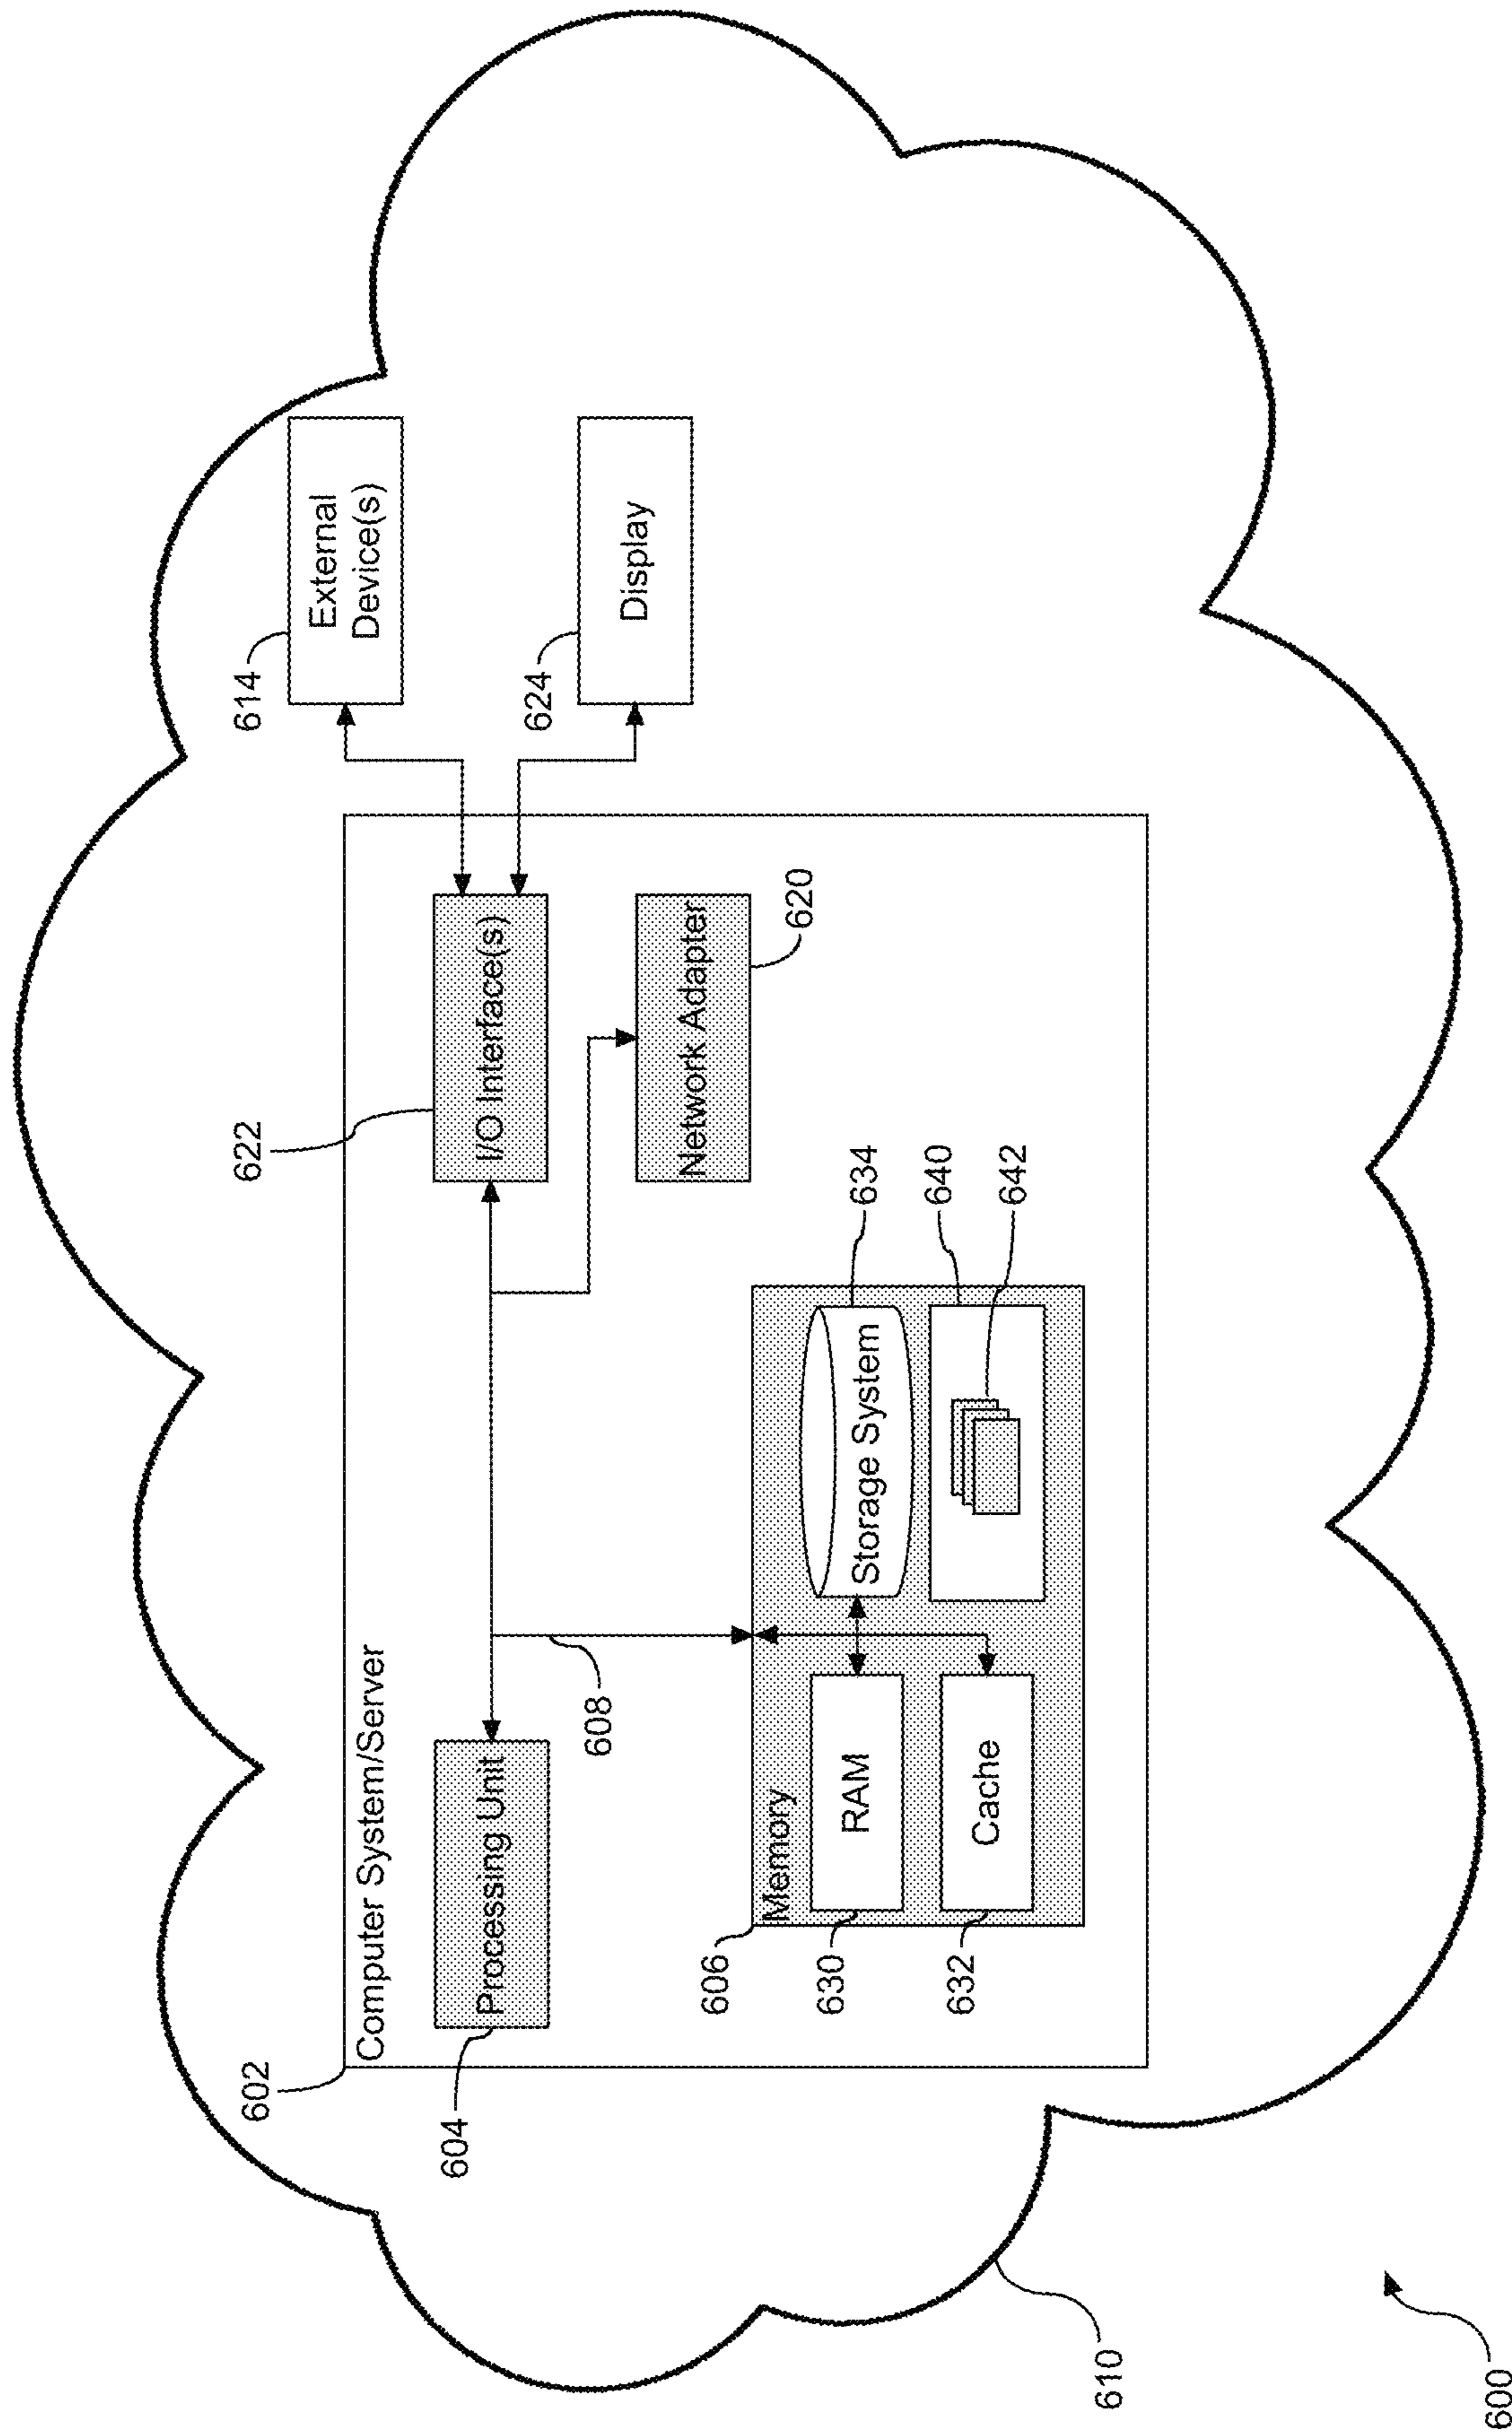 602
Computer System/Server
604
Processing Unit
608
622
I/O Interface(s)
614
External
Device(s)
624
Display
Network Adapter
620
606
Memory
630
RAM
Storage System
634
632
Cache
640
642
610
600